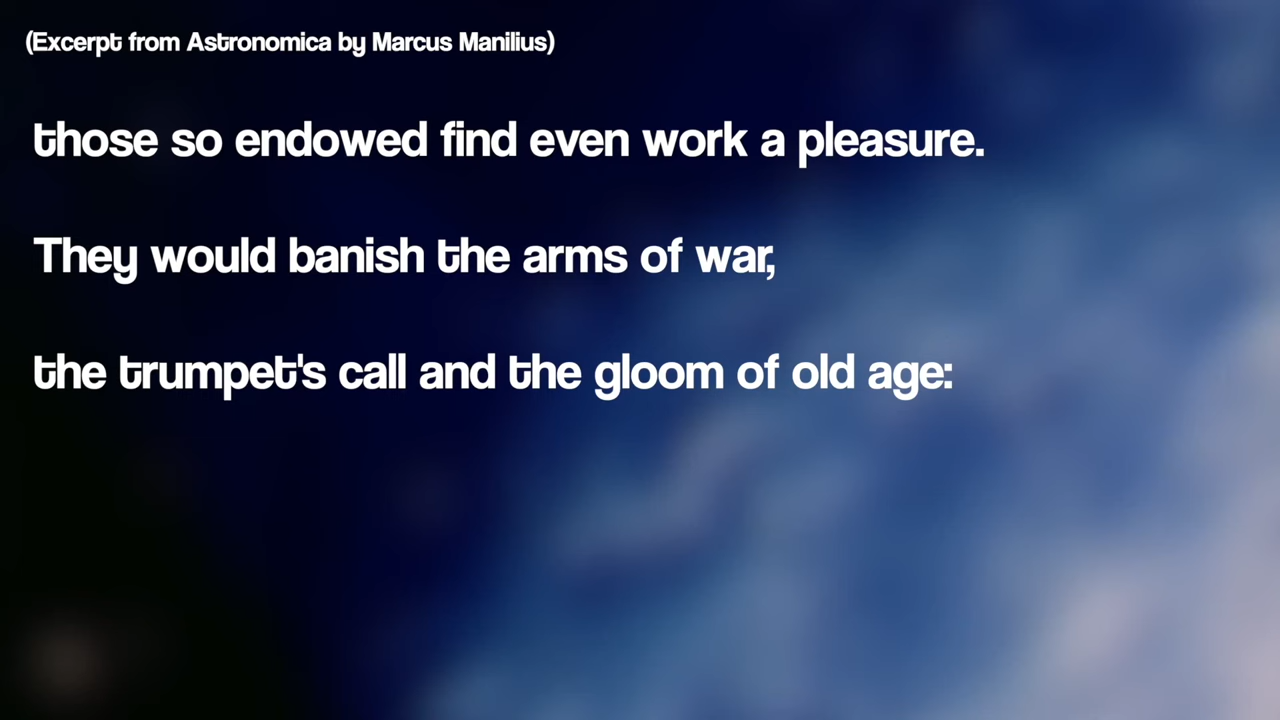 (Excerpt from Astronomica by Marcus Manilius)
those so endowed find even work a pleasure.
They would banish the arms of war,
the trumpet's call and the gloom of old age: